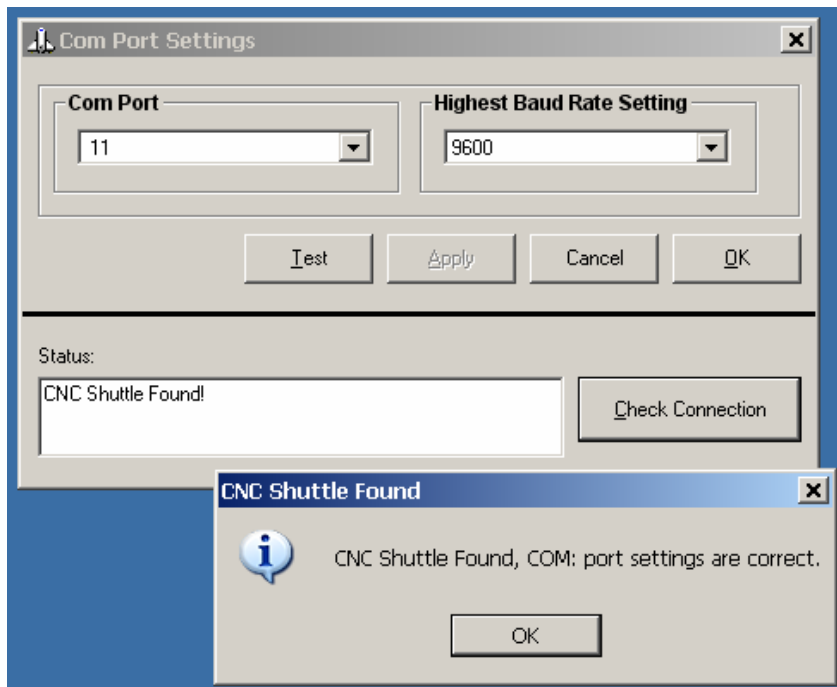 Com Port Settings
Com Port
Highest Baud Rate Setting
11
9600
Test
Apply
Cancel
OK
Status:
CNC Shuttle Found!
Check Connection
CNC Shuttle Found
CNC Shuttle Found, COM: port settings are correct.
OK